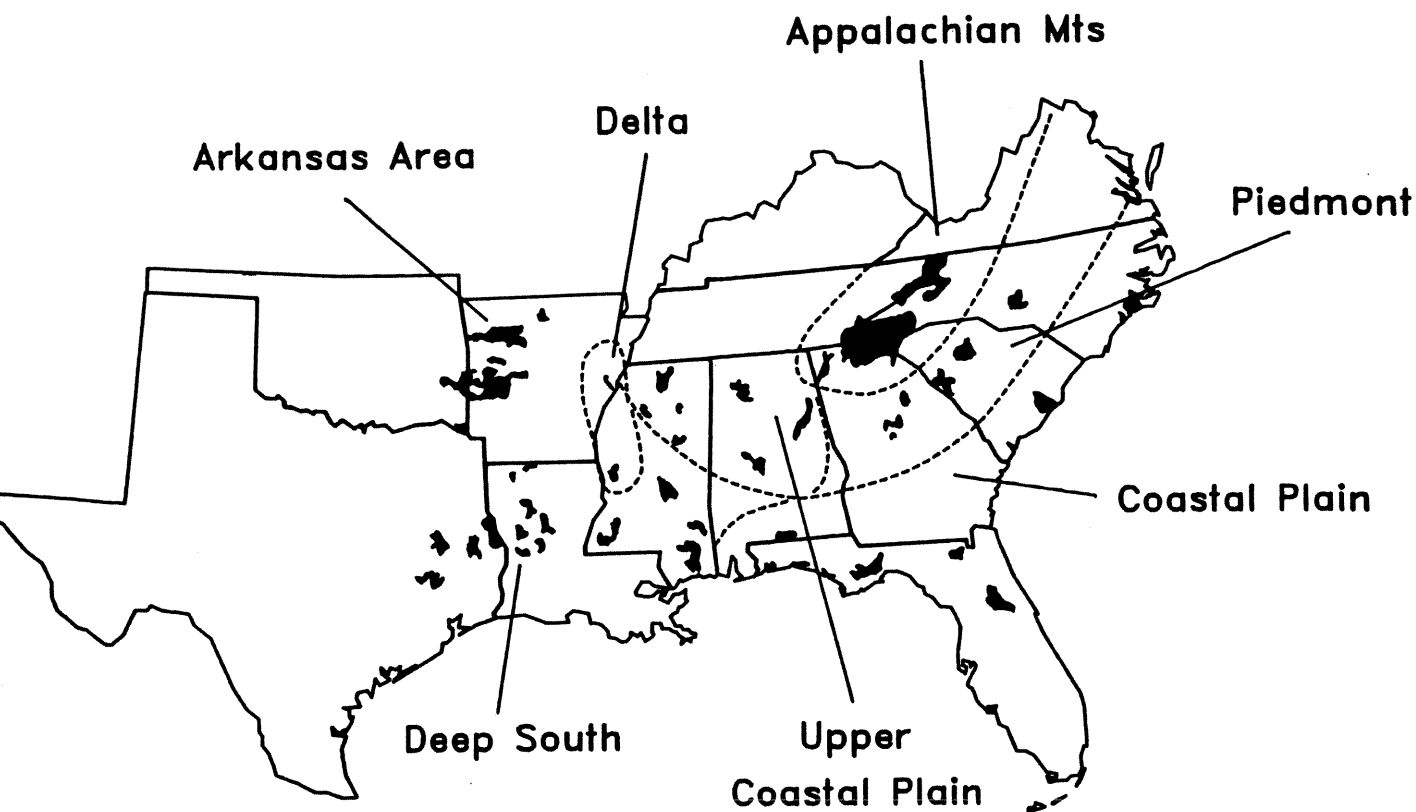 Appalachian Mts
Delta
Arkansas Area
Piedmont
Coastal Plain
Deep South
Upper
Coastal Plain